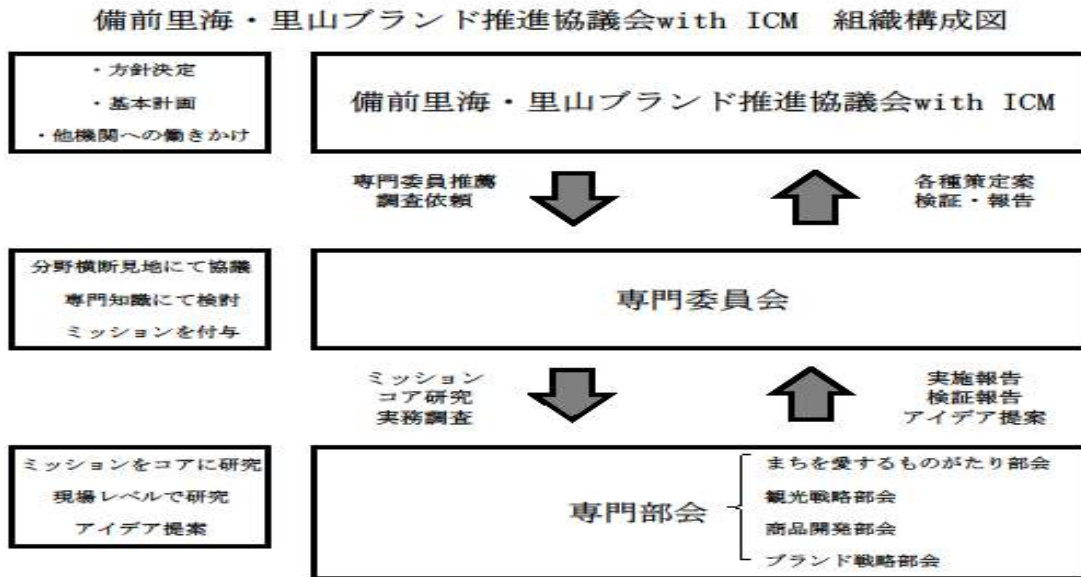 備前里海・里山ブランド推進協議会with ICM　組織構成図
・方針決定
・基本計画
・他機関への働きかけ
備前里海・里山ブランド推進協議会with ICM
専門委員推薦
調査依頼
各種策定案
検証・報告
分野横断見地にて協議
専門知識にて検討
ミッションを付与
専門委員会
ミッション
コア研究
実務調査
実施報告
検証報告
アイデア提案
ミッションをコアに研究
現場レベルで研究
アイデア提案
専門部会
まちを愛するものがたり部会
観光戦略部会
商品開発部会
ブランド戦略部会